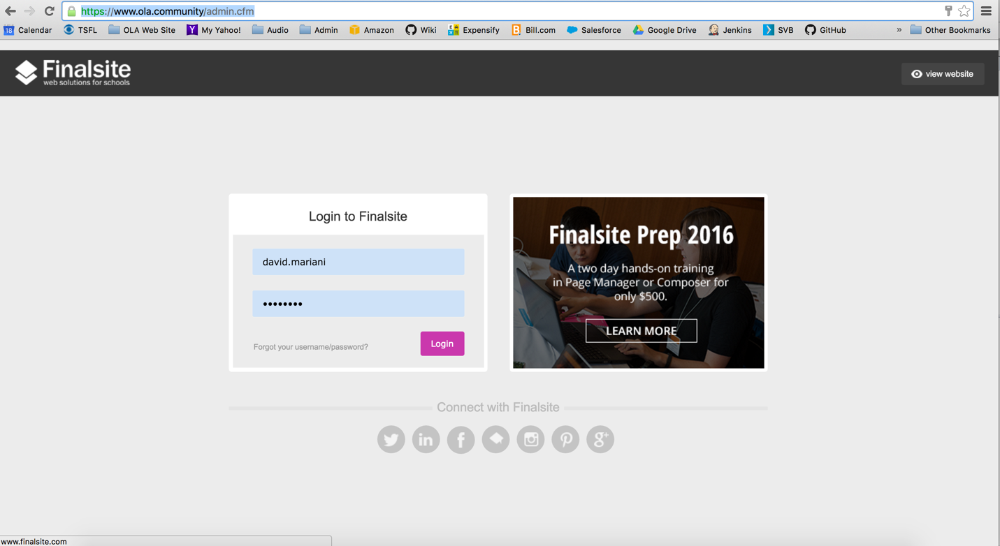 https://www.ola.community/admin.cfm
18 Calendar TSFL OLA Web Site My Yahoo! Audio Admin Amazon Wiki Expensify Bill.com Salesforce Google Drive Jenkins SVB GitHub » Other Bookmarks
Finalsite
web solutions for schools
view website
Login to Finalsite
david.mariani
••••••••
Forgot your username/password?
Login
Finalsite Prep 2016
A two day hands-on training
in Page Manager or Composer for
only $500.
LEARN MORE
Connect with Finalsite
www.finalsite.com